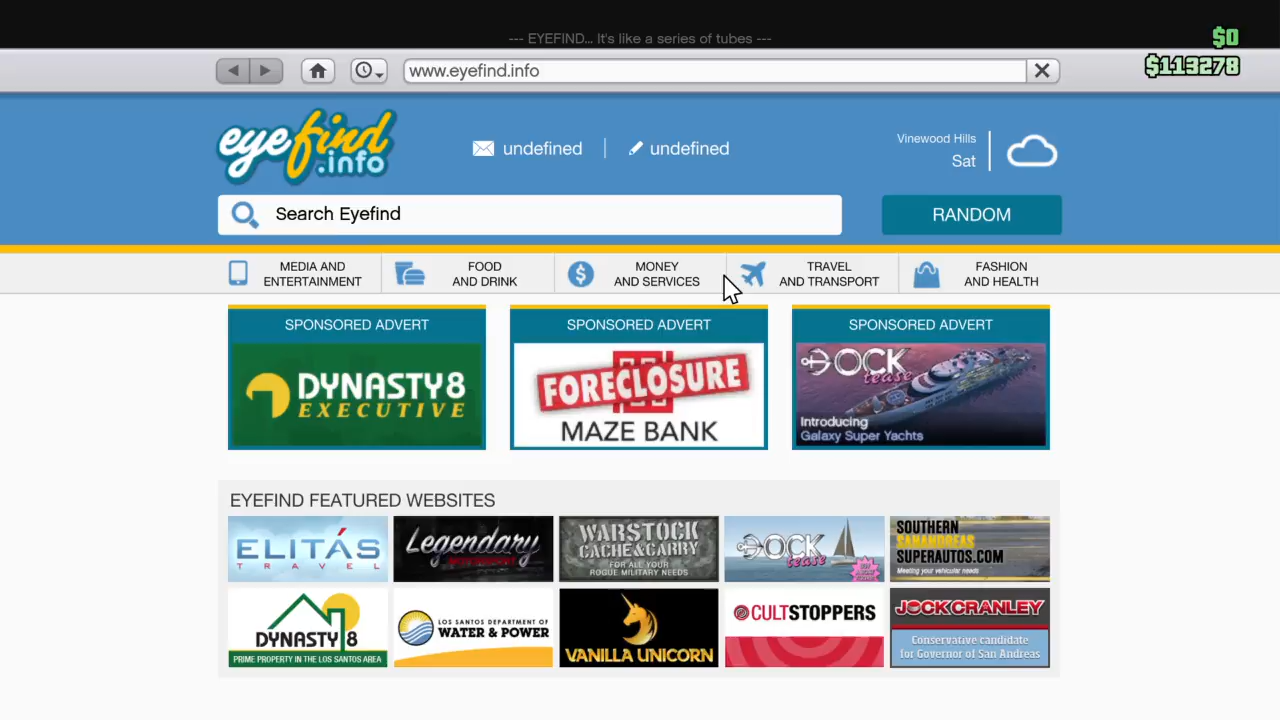 --- EYEFIND... It's like a series of tubes ---
$0
www.eyefind.info
$113278
eyefind
.info
undefined
undefined
Vinewood Hills
Sat
Search Eyefind
RANDOM
MEDIA AND
ENTERTAINMENT
FOOD
AND DRINK
MONEY
AND SERVICES
TRAVEL
AND TRANSPORT
FASHION
AND HEALTH
SPONSORED ADVERT
DYNASTY8
EXECUTIVE
SPONSORED ADVERT
FORECLOSURE
MAZE BANK
SPONSORED ADVERT
DOCK
tease
Introducing
Galaxy Super Yachts
EYEFIND FEATURED WEBSITES
ELITÁS
TRAVEL
Legendary
WARSTOCK
CACHE&CARRY
FOR ALL YOUR
ROGUE MILITARY NEEDS
DOCK
tease
SOUTHERN
SANANDREAS
SUPERAUTOS.COM
Meeting your vehicular needs
DYNASTY 8
PRIME PROPERTY IN THE LOS SANTOS AREA
LOS SANTOS DEPARTMENT OF
WATER & POWER
VANILLA UNICORN
CULTSTOPPERS
JOCK CRANLEY
Conservative candidate
for Governor of San Andreas